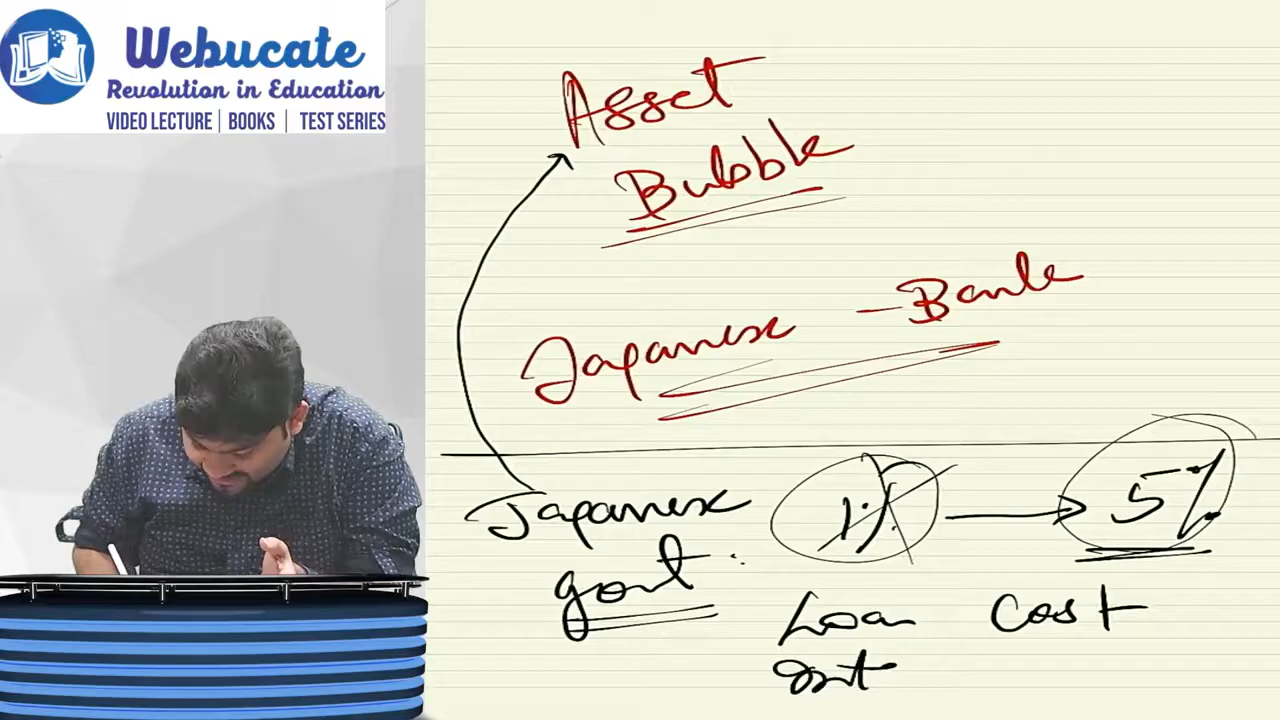 Webucate
Revolution in Education
VIDEO LECTURE | BOOKS | TEST SERIES
Asset
Bubble
Japanese - Bank
Japanese 1% → 5%
govt :
Loan Cost